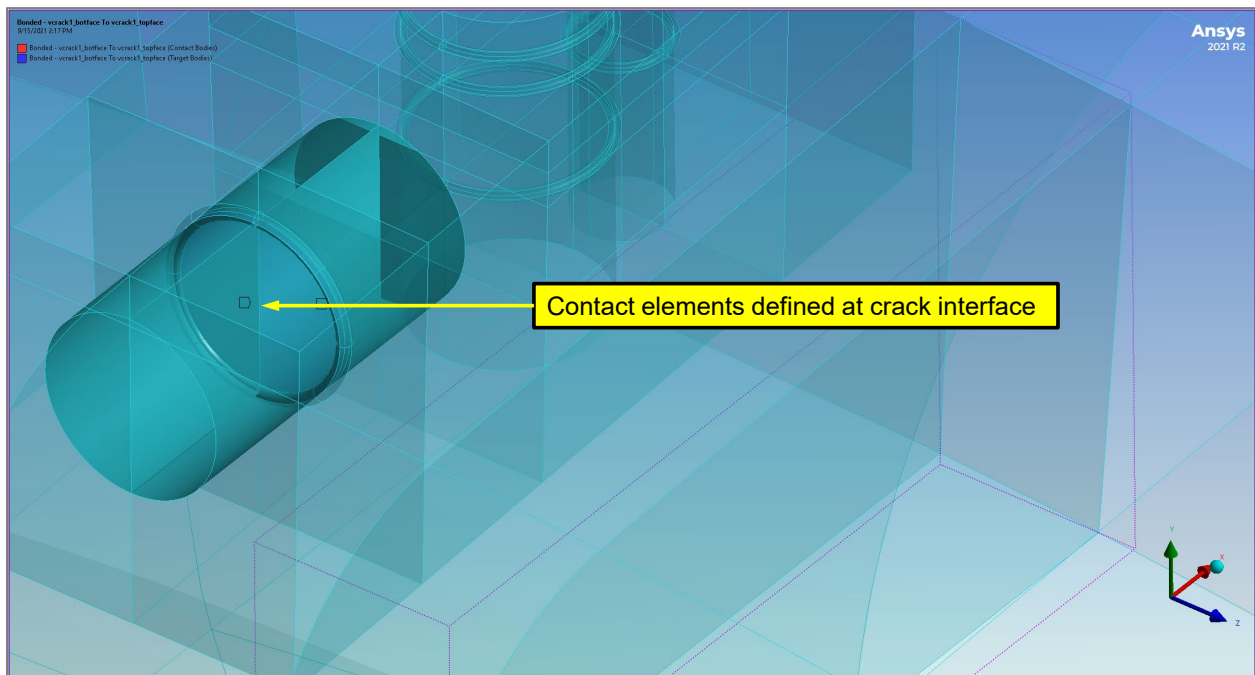 Bonded - vcrack1_botface To vcrack1_topface
9/15/2021 2:17 PM
Bonded - vcrack1_botface To vcrack1_topface (Contact Bodies)
Bonded - vcrack1_botface To vcrack1_topface (Target Bodies)
Ansys
2021 R2
Contact elements defined at crack interface
Y
X
Z